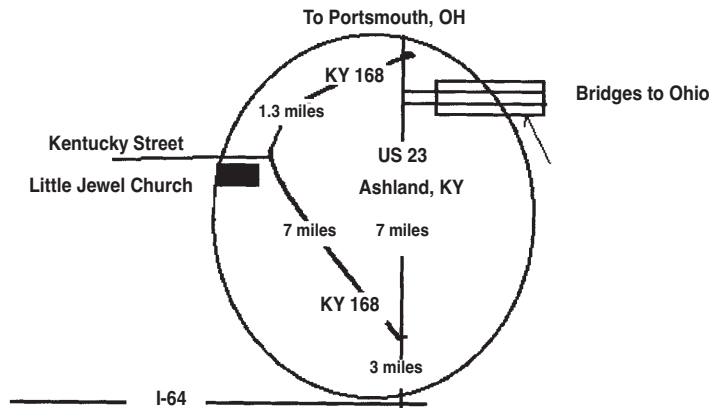 To Portsmouth, OH
KY 168
Bridges to Ohio
1.3 miles
Kentucky Street
US 23
Little Jewel Church
Ashland, KY
7 miles
7 miles
KY 168
3 miles
I-64